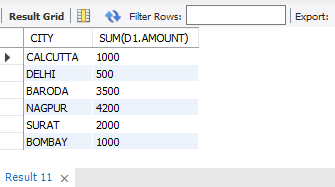 Result Grid Filter Rows: Export:
CITY SUM(D1.AMOUNT)
CALCUTTA 1000
DELHI 500
BARODA 3500
NAGPUR 4200
SURAT 2000
BOMBAY 1000
Result 11 ×